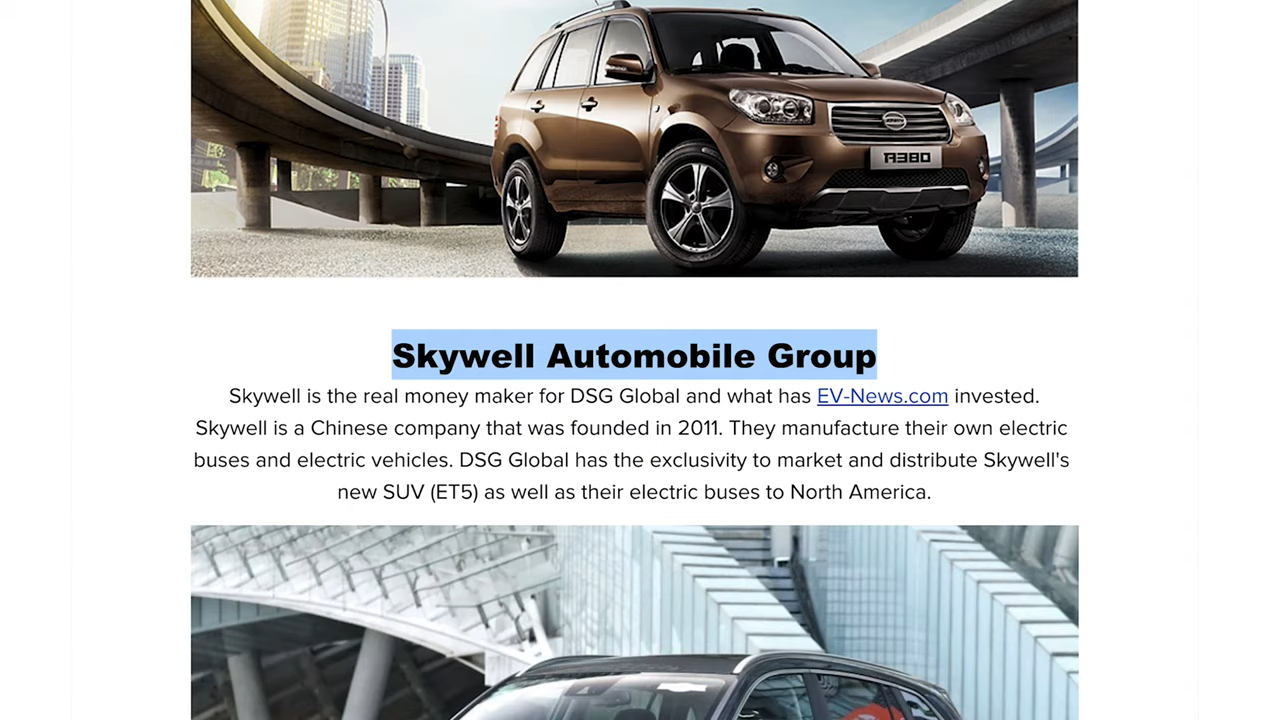 A380
Skywell Automobile Group
Skywell is the real money maker for DSG Global and what has EV-News.com invested.
Skywell is a Chinese company that was founded in 2011. They manufacture their own electric
buses and electric vehicles. DSG Global has the exclusivity to market and distribute Skywell's
new SUV (ET5) as well as their electric buses to North America.